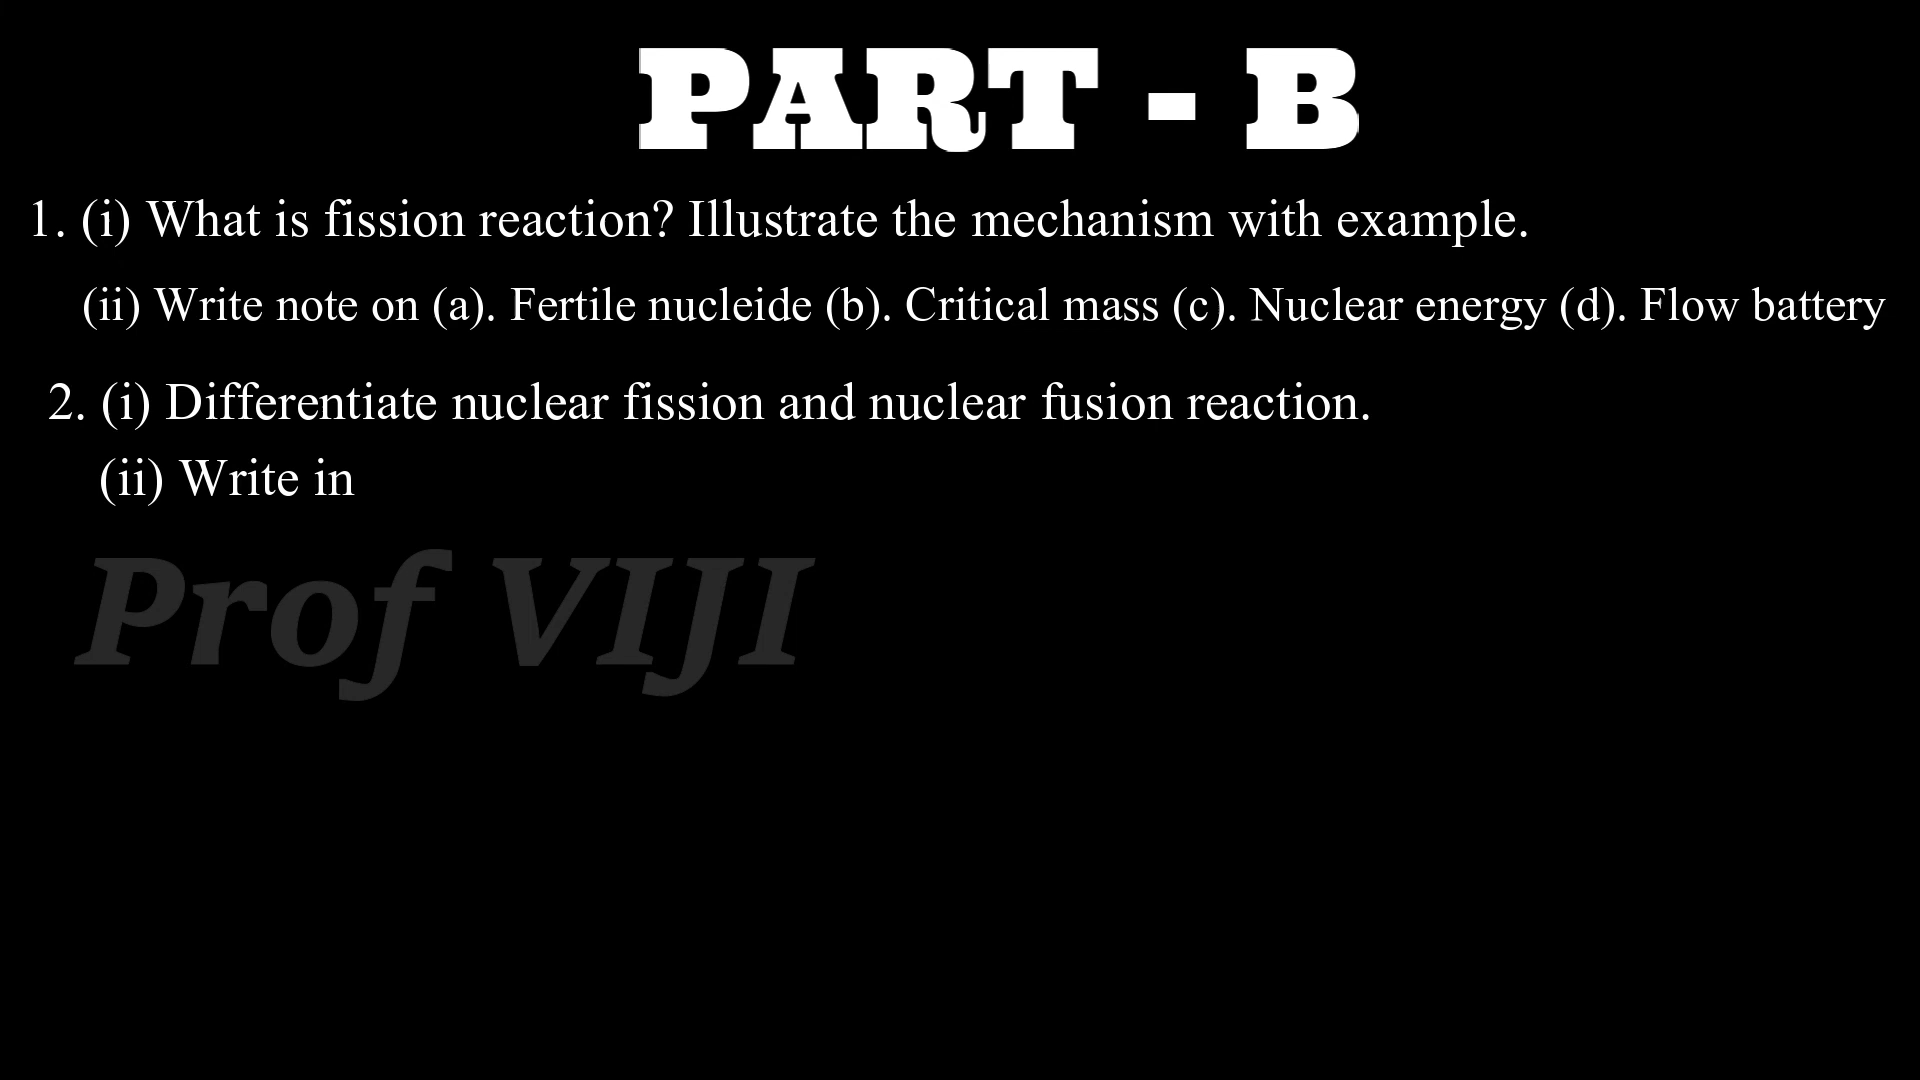 PART - B
1. (i) What is fission reaction? Illustrate the mechanism with example.
(ii) Write note on (a). Fertile nucleide (b). Critical mass (c). Nuclear energy (d). Flow battery
2. (i) Differentiate nuclear fission and nuclear fusion reaction.
(ii) Write in
Prof VIJI